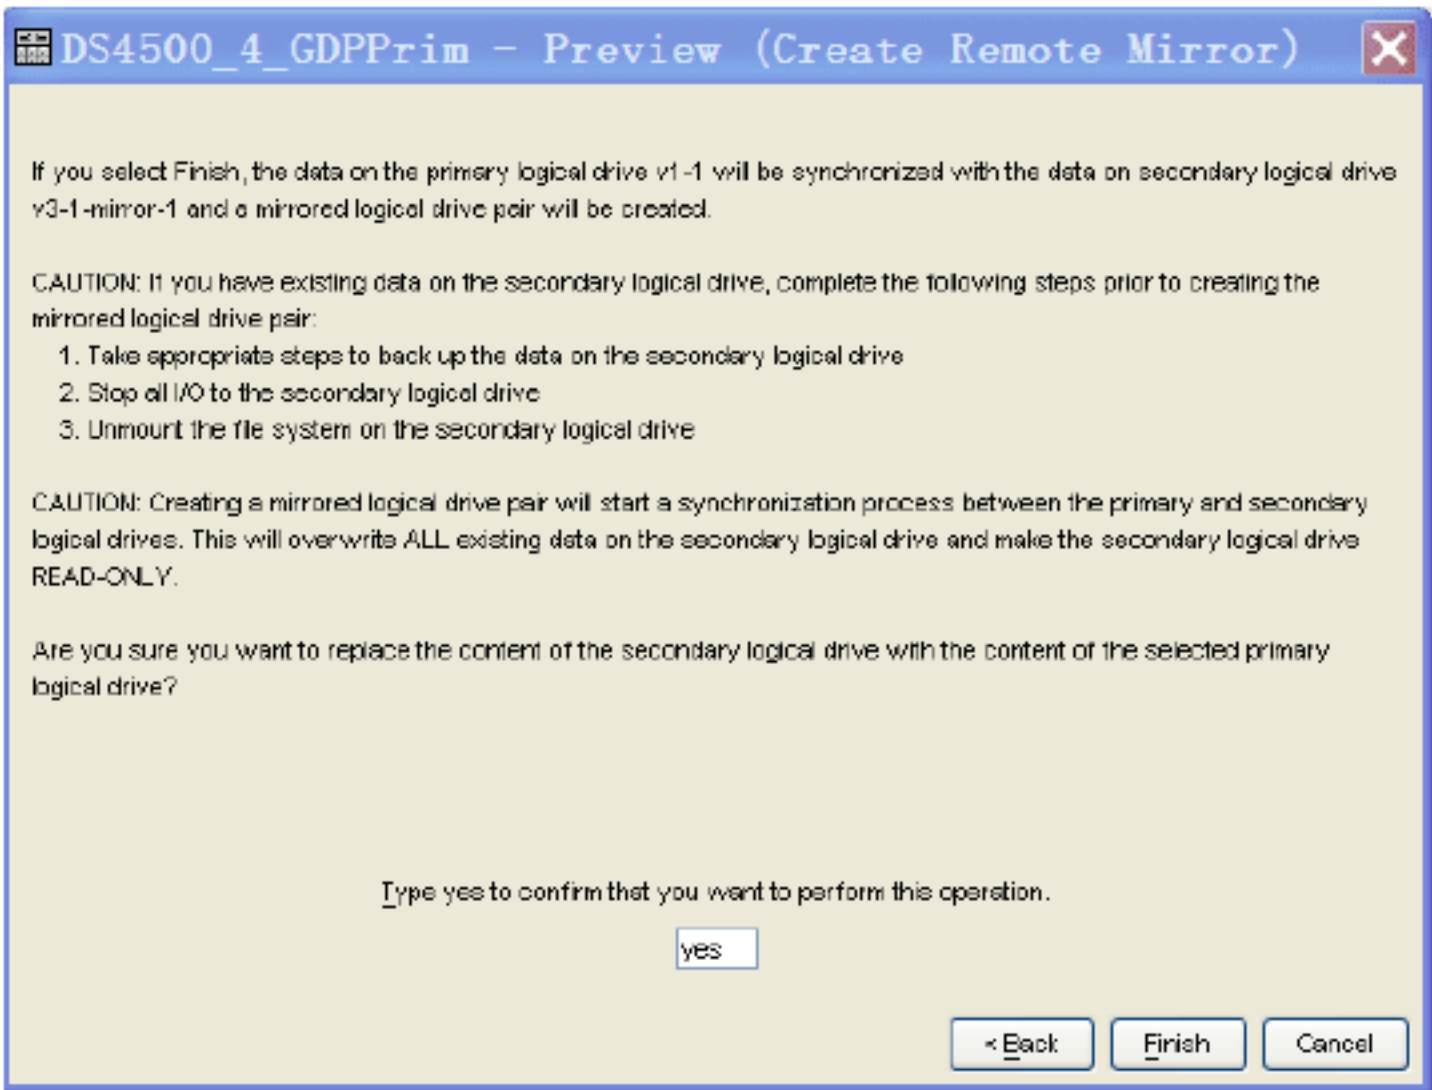 DS4500_4_GDPPrim - Preview (Create Remote Mirror)
If you select Finish, the data on the primary logical drive v1-1 will be synchronized with the data on secondary logical drive
v3-1-mirror-1 and a mirrored logical drive pair will be created.
CAUTION: If you have existing data on the secondary logical drive, complete the following steps prior to creating the
mirrored logical drive pair:
1. Take appropriate steps to back up the data on the secondary logical drive
2. Stop all I/O to the secondary logical drive
3. Unmount the file system on the secondary logical drive
CAUTION: Creating a mirrored logical drive pair will start a synchronization process between the primary and secondary
logical drives. This will overwrite ALL existing data on the secondary logical drive and make the secondary logical drive
READ-ONLY.
Are you sure you want to replace the content of the secondary logical drive with the content of the selected primary
logical drive?
Type yes to confirm that you want to perform this operation.
yes
< Back Finish Cancel